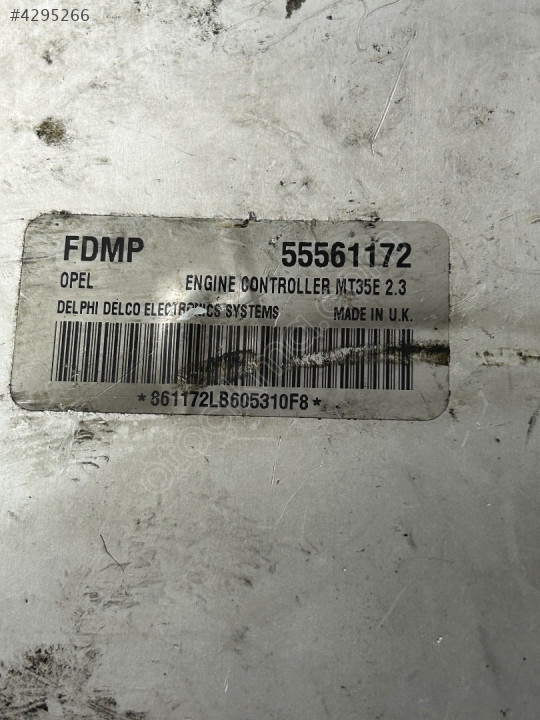 #4295266
FDMP 55561172
OPEL ENGINE CONTROLLER MT35E 2.3
DELPHI DELCO ELECTRONICS SYSTEMS MADE IN U.K.
*861172LB605310F8*